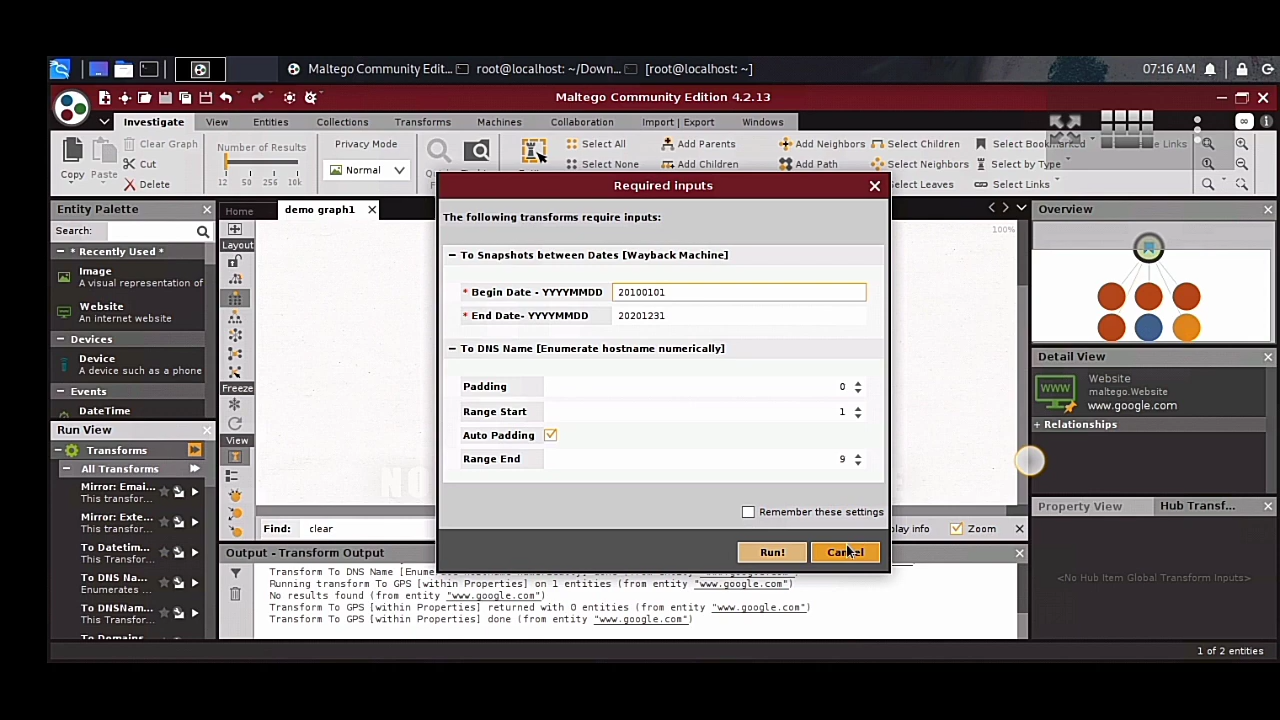 Maltego Community Edit...
root@localhost: ~/Down...
[root@localhost: ~]
07:16 AM
Maltego Community Edition 4.2.13
Investigate View Entities Collections Transforms Machines Collaboration Import | Export Windows
Copy
Paste
Clear Graph
Cut
Delete
Number of Results
12 50 256 10k
Privacy Mode
Normal
Select All
Select None
Add Parents
Add Children
Add Neighbors
Add Path
Select Children
Select Neighbors
Select Leaves
Select Bookmarked
Select by Type
Select Links
Links
Entity Palette
Search:
* Recently Used *
Image
A visual representation of
Website
An internet website
Devices
Device
A device such as a phone
Events
DateTime
Run View
Transforms
All Transforms
Mirror: Emai...
This transfor...
Mirror: Exte...
This transfor...
To Datetim...
This transfor...
To DNS Na...
Enumerates ...
To DNSNam...
This Transfor...
To Domains
Home
demo graph1
Layout
Freeze
View
100%
Required inputs
The following transforms require inputs:
To Snapshots between Dates [Wayback Machine]
* Begin Date - YYYYMMDD 20100101
* End Date- YYYYMMDD 20201231
To DNS Name [Enumerate hostname numerically]
Padding 0
Range Start 1
Auto Padding
Range End 9
Remember these settings
Run! Cancel
Find: clear
Zoom
Output - Transform Output
Running transform To GPS [within Properties] on 1 entities (from entity "www.google.com")
No results found (from entity "www.google.com")
Transform To GPS [within Properties] returned with 0 entities (from entity "www.google.com")
Transform To GPS [within Properties] done (from entity "www.google.com")
Overview
Detail View
WWW
Website
maltego.Website
www.google.com
+ Relationships
Property View
Hub Transf...
<No Hub Item Global Transform Inputs>
1 of 2 entities